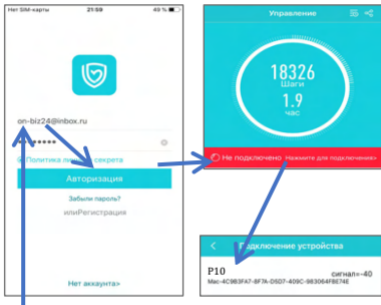 Нет SIM-карты 21:59 49 %
on-biz24@inbox.ru
Политика секрета
Авторизация
Забыли пароль?
илиРегистрация
Нет аккаунта>
Управление
18326
Шаги
1.9
час
Не подключено Нажмите для подключения>
Подключение устройства
P10
сигнал=-40
Mac-4C9B3FA7-8F7A-D5D7-409C-983064FBE74E